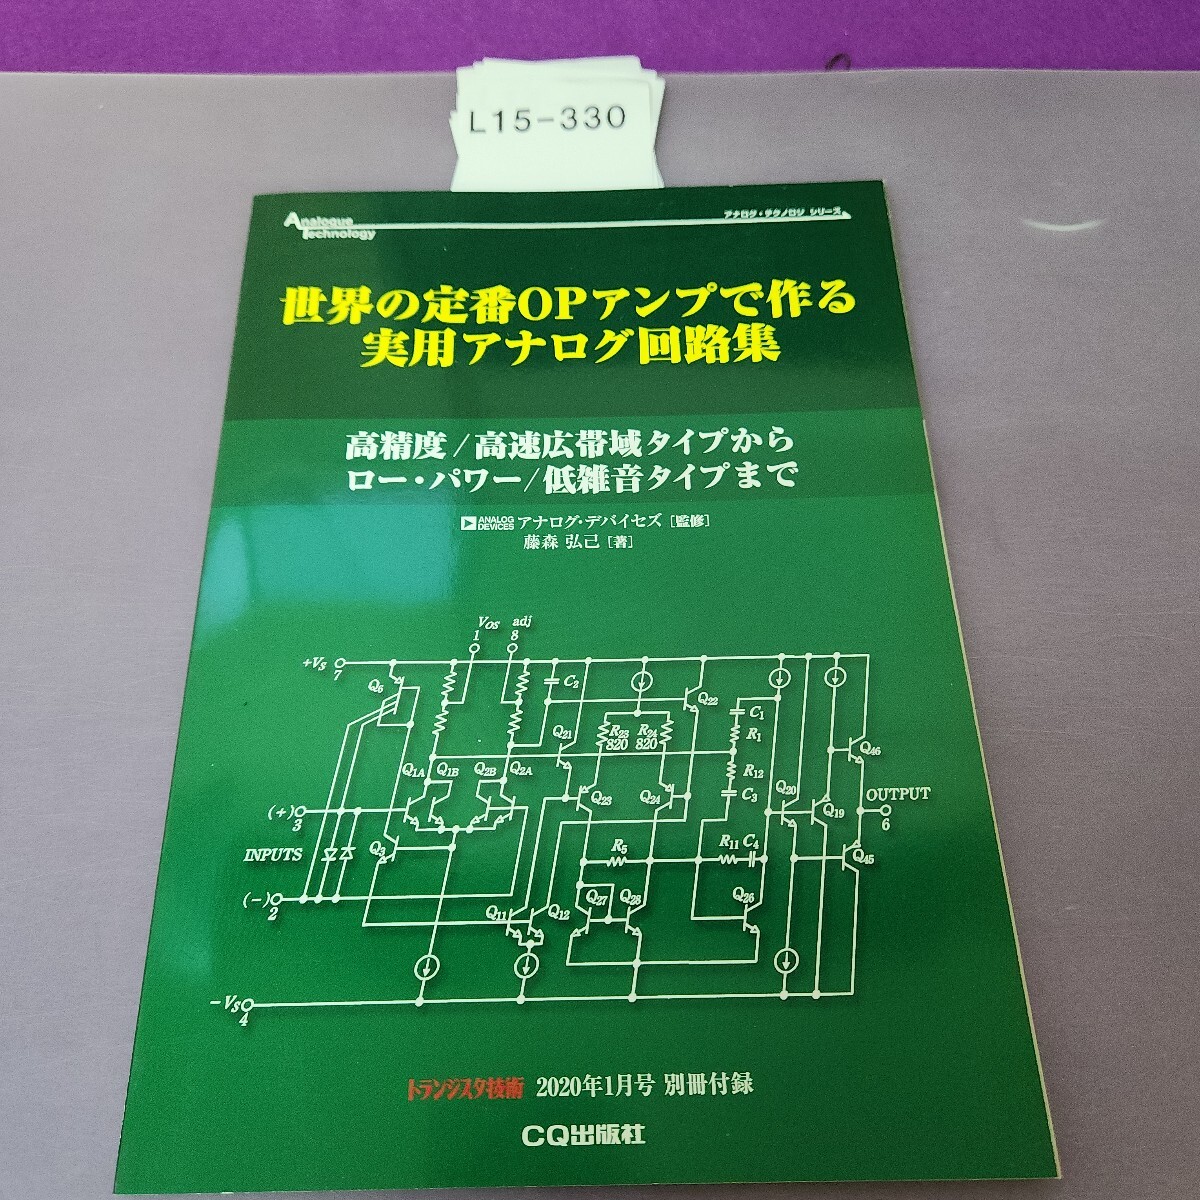 L15-330
Analogue Technology
アナログ・テクノロジ シリーズ
世界の定番OPアンプで作る
実用アナログ回路集
高精度/高速広帯域タイプから
ロー・パワー/低雑音タイプまで
ANALOG DEVICES アナログ・デバイセズ [監修]
藤森 弘己 [著]
VOS adj
1 8
+VS 7
Q6
C2
Q22
C1
Q21
R23 820
R24 820
R1
Q46
Q1A Q1B Q2B Q2A
R12
Q23
Q24
C3
Q20
Q19
OUTPUT
6
(+) 3
INPUTS
Q3
R5
R11 C4
Q45
(-) 2
Q11
Q12
Q27
Q28
Q26
-VS 4
トランジスタ技術 2020年1月号 別冊付録
CQ出版社